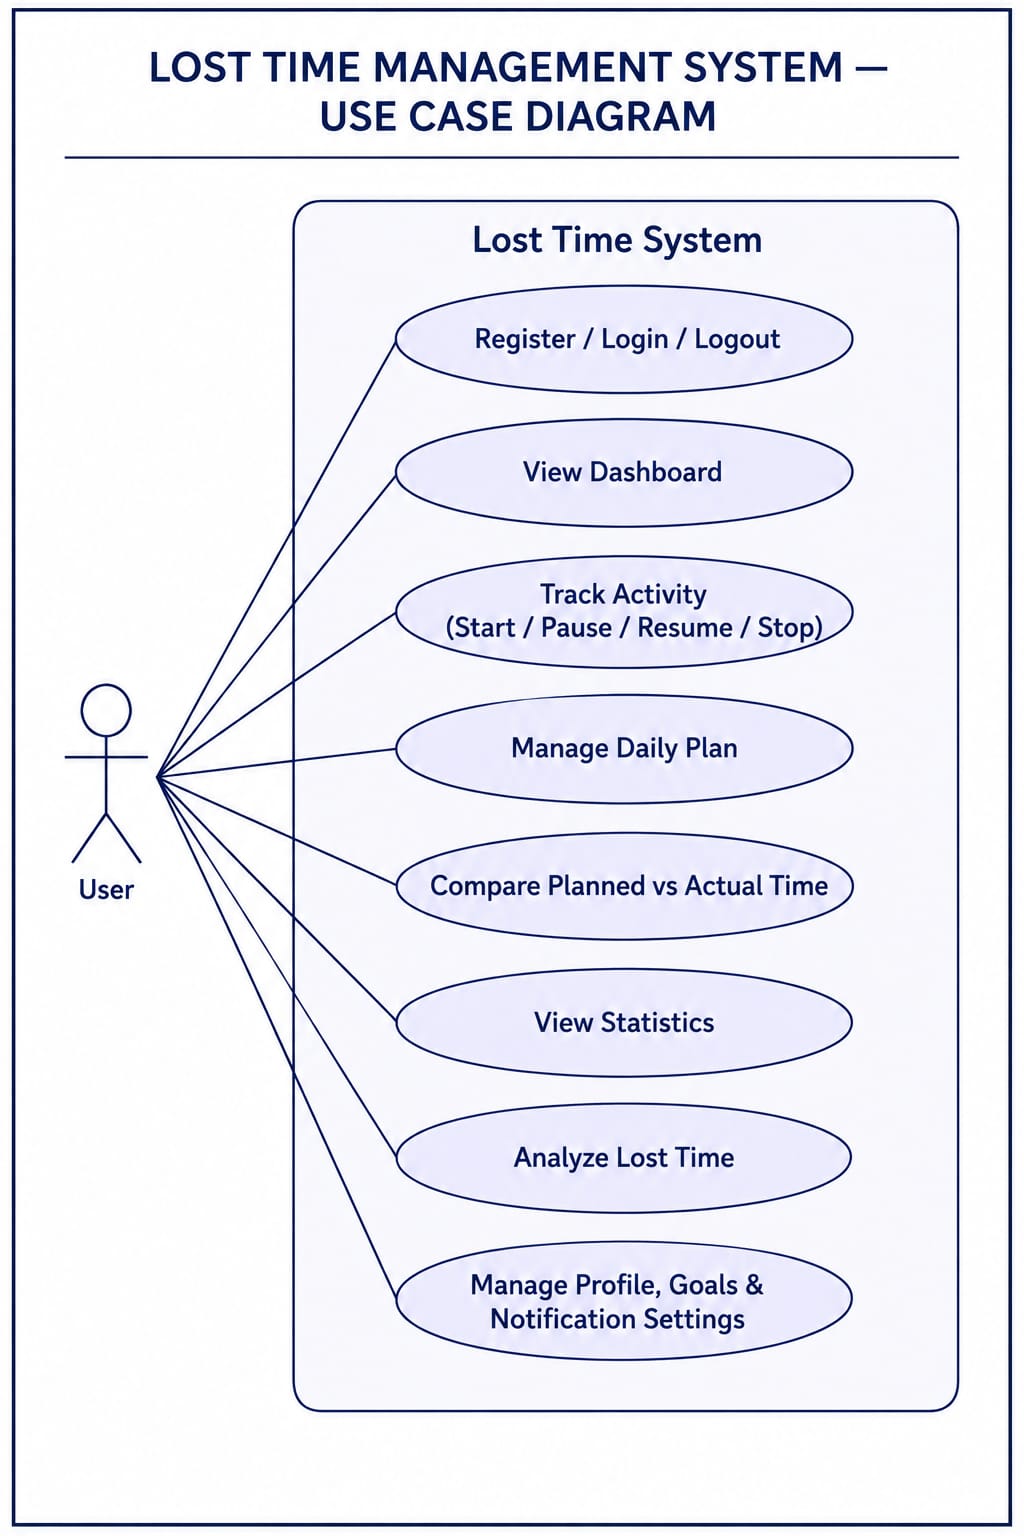 LOST TIME MANAGEMENT SYSTEM —
USE CASE DIAGRAM
Lost Time System
Register / Login / Logout
View Dashboard
Track Activity
(Start / Pause / Resume / Stop)
Manage Daily Plan
Compare Planned vs Actual Time
User
View Statistics
Analyze Lost Time
Manage Profile, Goals &
Notification Settings